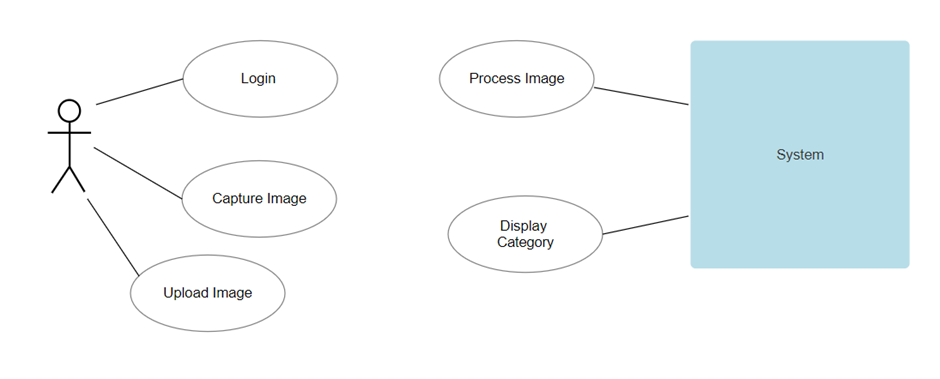 Login
Process Image
System
Capture Image
Display
Category
Upload Image